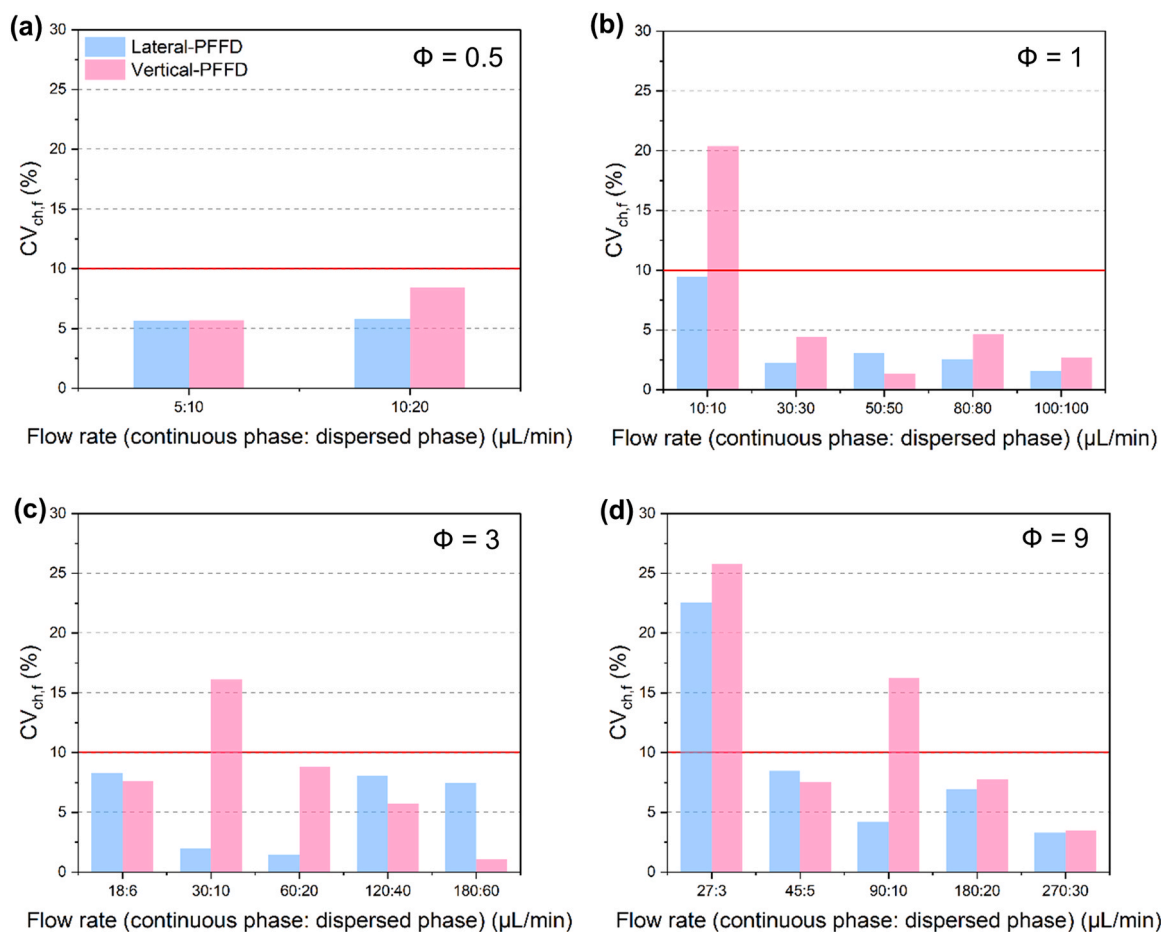 (a)
Lateral-PFFD
Vertical-PFFD
Φ = 0.5
30
25
20
15
10
5
0
CVch,f (%)
5:10 10:20
Flow rate (continuous phase: dispersed phase) (μL/min)
(b)
Φ = 1
30
25
20
15
10
5
0
CVch,f (%)
10:10 30:30 50:50 80:80 100:100
Flow rate (continuous phase: dispersed phase) (μL/min)
(c)
Φ = 3
30
25
20
15
10
5
0
CVch,f (%)
18:6 30:10 60:20 120:40 180:60
Flow rate (continuous phase: dispersed phase) (μL/min)
(d)
Φ = 9
30
25
20
15
10
5
0
CVch,f (%)
27:3 45:5 90:10 180:20 270:30
Flow rate (continuous phase: dispersed phase) (μL/min)